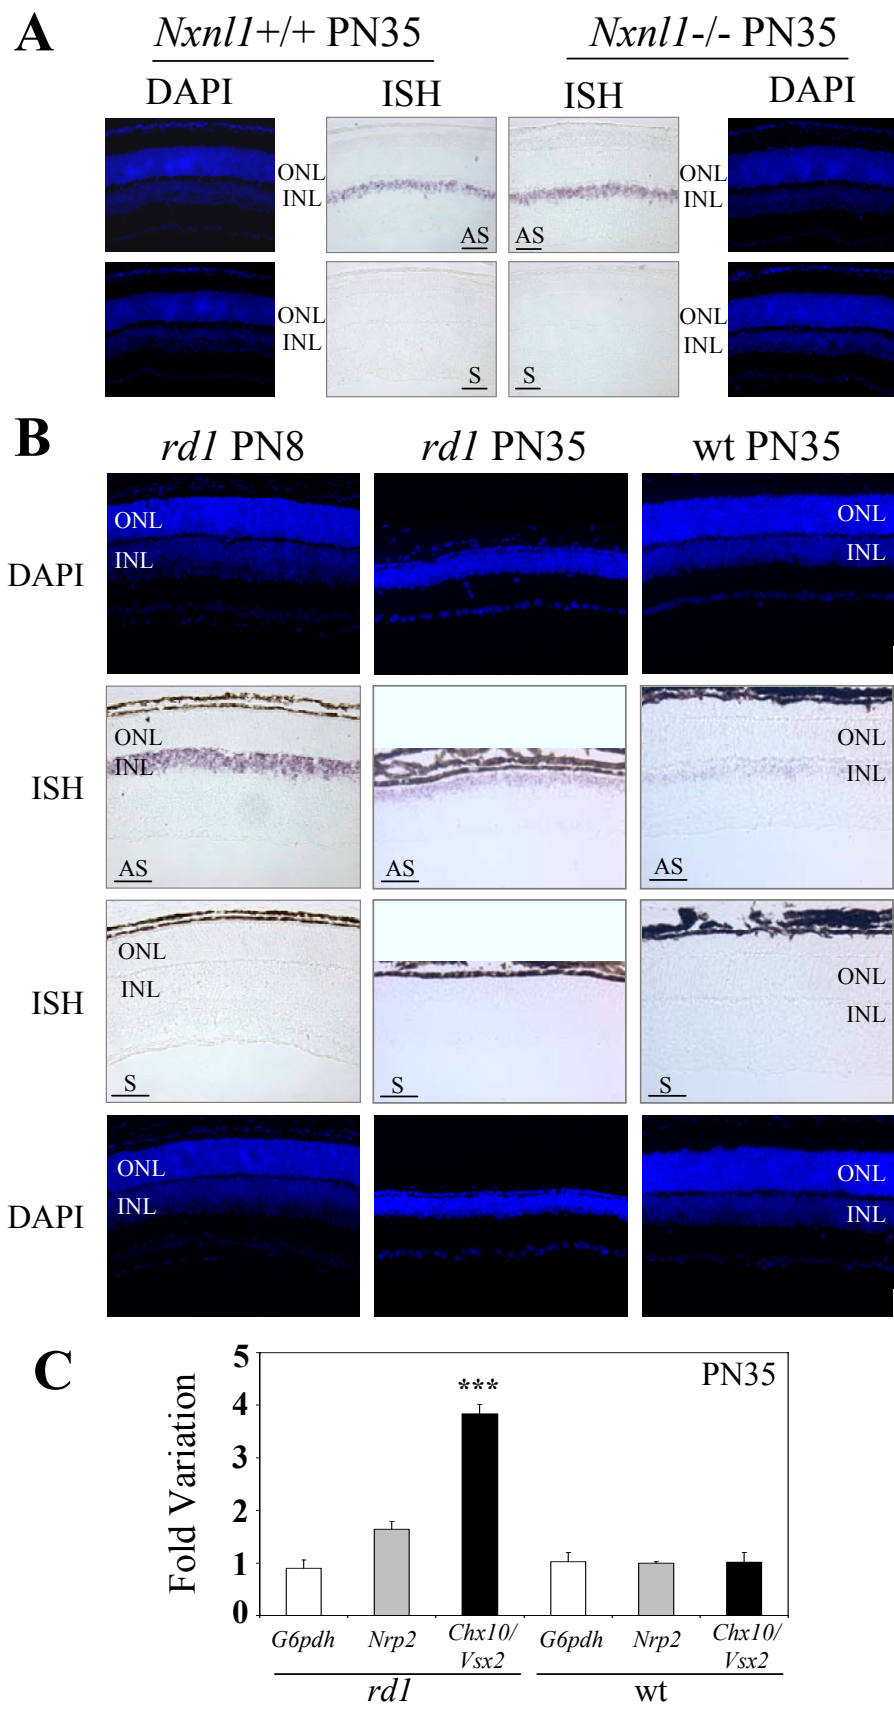 A
Nxnl1+/+ PN35 Nxnl1-/- PN35
DAPI ISH ISH DAPI
ONL ONL
INL INL
AS AS
ONL ONL
INL INL
S S
B
rd1 PN8 rd1 PN35 wt PN35
DAPI
ONL ONL
INL INL
ISH
ONL ONL
INL INL
AS AS AS
ISH
ONL ONL
INL INL
S S S
DAPI
ONL ONL
INL INL
C
PN35
Fold Variation
5
4
3
2
1
0
***
G6pdh Nrp2 Chx10/ G6pdh Nrp2 Chx10/
Vsx2 Vsx2
rd1 wt